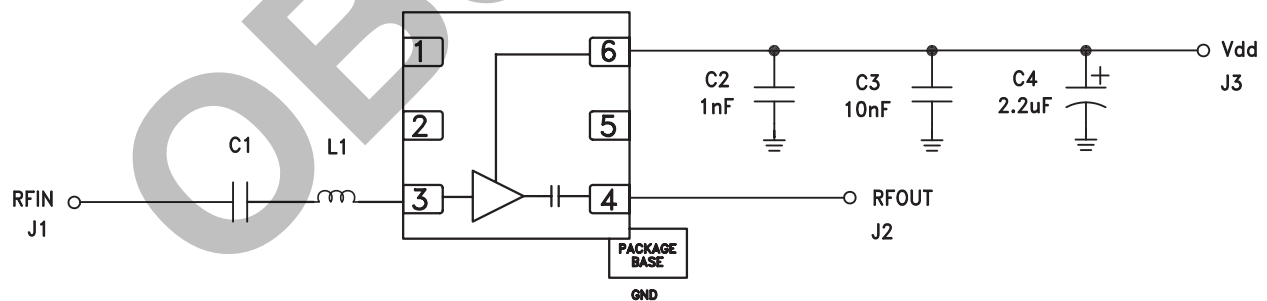 1
6
Vdd
J3
C2
1nF
C3
10nF
C4
2.2uF
+
2
5
C1
L1
RFIN
J1
3
4
RFOUT
J2
PACKAGE
BASE
GND